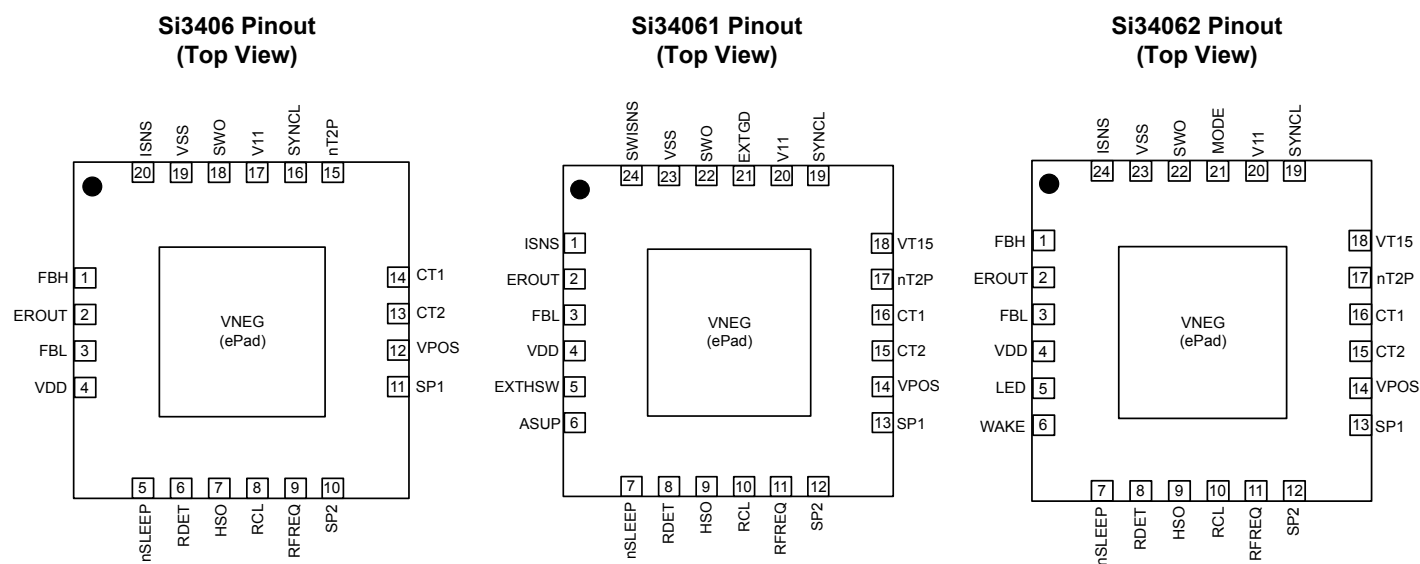 Si3406 Pinout
(Top View)
ISNS
VSS
SWO
V11
SYNCL
nT2P
20
19
18
17
16
15
FBH 1
EROUT 2
FBL 3
VDD 4
VNEG
(ePad)
14 CT1
13 CT2
12 VPOS
11 SP1
5
6
7
8
9
10
nSLEEP
RDET
HSO
RCL
RFREQ
SP2
Si34061 Pinout
(Top View)
SWISNS
VSS
SWO
EXTGD
V11
SYNCL
24
23
22
21
20
19
ISNS 1
EROUT 2
FBL 3
VDD 4
EXTHSW 5
ASUP 6
VNEG
(ePad)
18 VT15
17 nT2P
16 CT1
15 CT2
14 VPOS
13 SP1
7
8
9
10
11
12
nSLEEP
RDET
HSO
RCL
RFREQ
SP2
Si34062 Pinout
(Top View)
ISNS
VSS
SWO
MODE
V11
SYNCL
24
23
22
21
20
19
FBH 1
EROUT 2
FBL 3
VDD 4
LED 5
WAKE 6
VNEG
(ePad)
18 VT15
17 nT2P
16 CT1
15 CT2
14 VPOS
13 SP1
7
8
9
10
11
12
nSLEEP
RDET
HSO
RCL
RFREQ
SP2